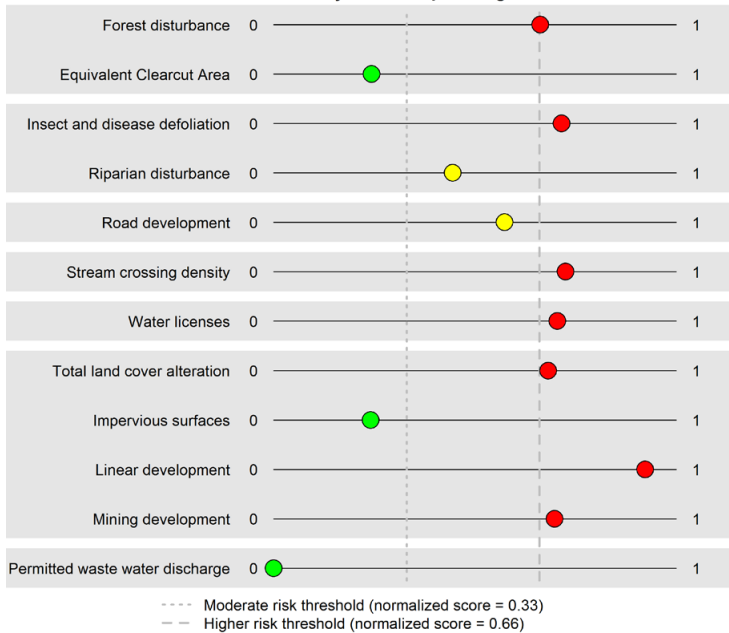 Forest disturbance 0 1
Equivalent Clearcut Area 0 1
Insect and disease defoliation 0 1
Riparian disturbance 0 1
Road development 0 1
Stream crossing density 0 1
Water licenses 0 1
Total land cover alteration 0 1
Impervious surfaces 0 1
Linear development 0 1
Mining development 0 1
Permitted waste water discharge 0 1
Moderate risk threshold (normalized score = 0.33)
Higher risk threshold (normalized score = 0.66)